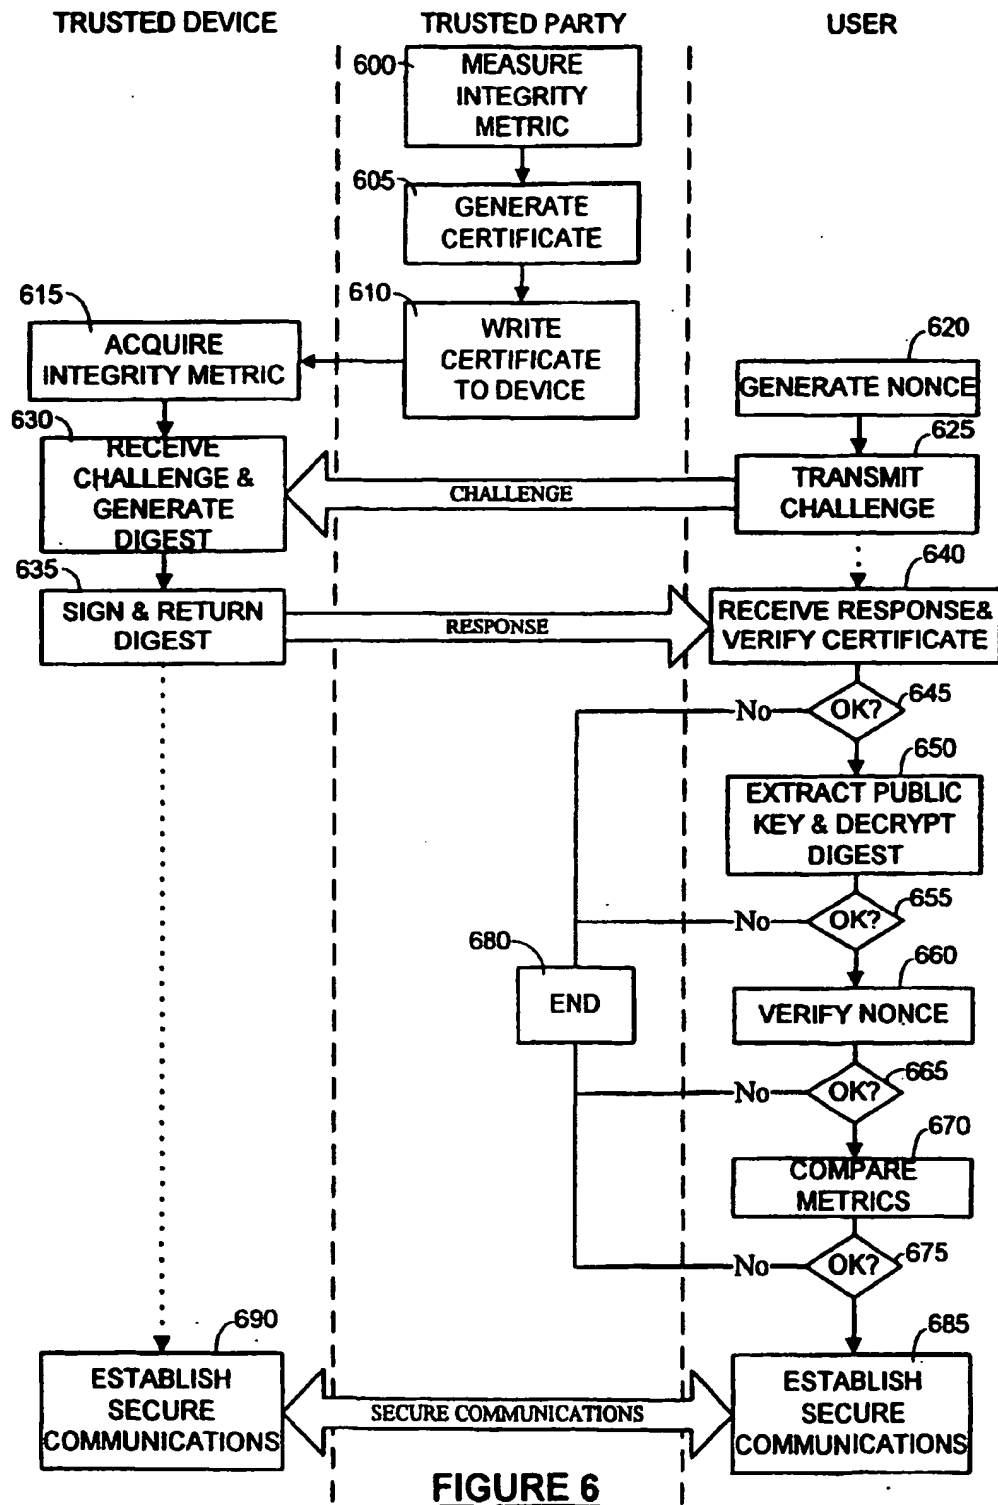 TRUSTED DEVICE
TRUSTED PARTY
USER
600
MEASURE
INTEGRITY
METRIC
605
GENERATE
CERTIFICATE
610
WRITE
CERTIFICATE
TO DEVICE
615
ACQUIRE
INTEGRITY METRIC
620
GENERATE NONCE
625
TRANSMIT
CHALLENGE
CHALLENGE
630
RECEIVE
CHALLENGE &
GENERATE
DIGEST
635
SIGN & RETURN
DIGEST
RESPONSE
640
RECEIVE RESPONSE&
VERIFY CERTIFICATE
OK?
645
No
650
EXTRACT PUBLIC
KEY & DECRYPT
DIGEST
OK?
655
No
660
VERIFY NONCE
680
END
OK?
665
No
670
COMPARE
METRICS
OK?
675
No
690
ESTABLISH
SECURE
COMMUNICATIONS
SECURE COMMUNICATIONS
685
ESTABLISH
SECURE
COMMUNICATIONS
FIGURE 6